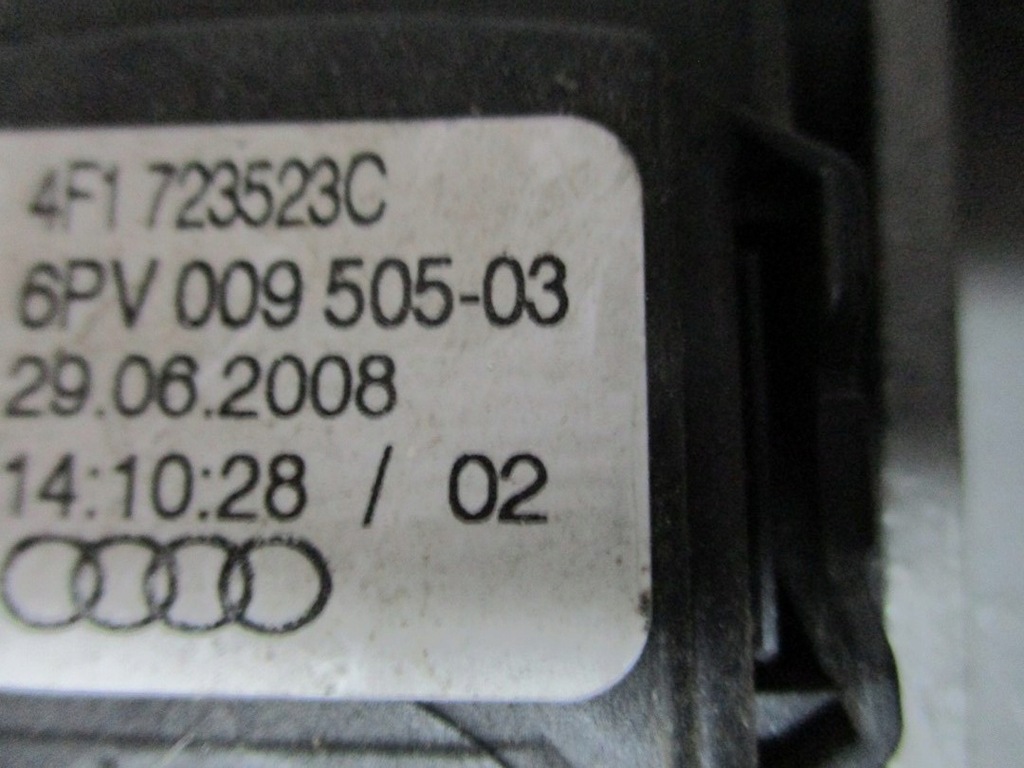 4F1 723523C
6PV 009 505-03
29.06.2008
14:10:28 / 02